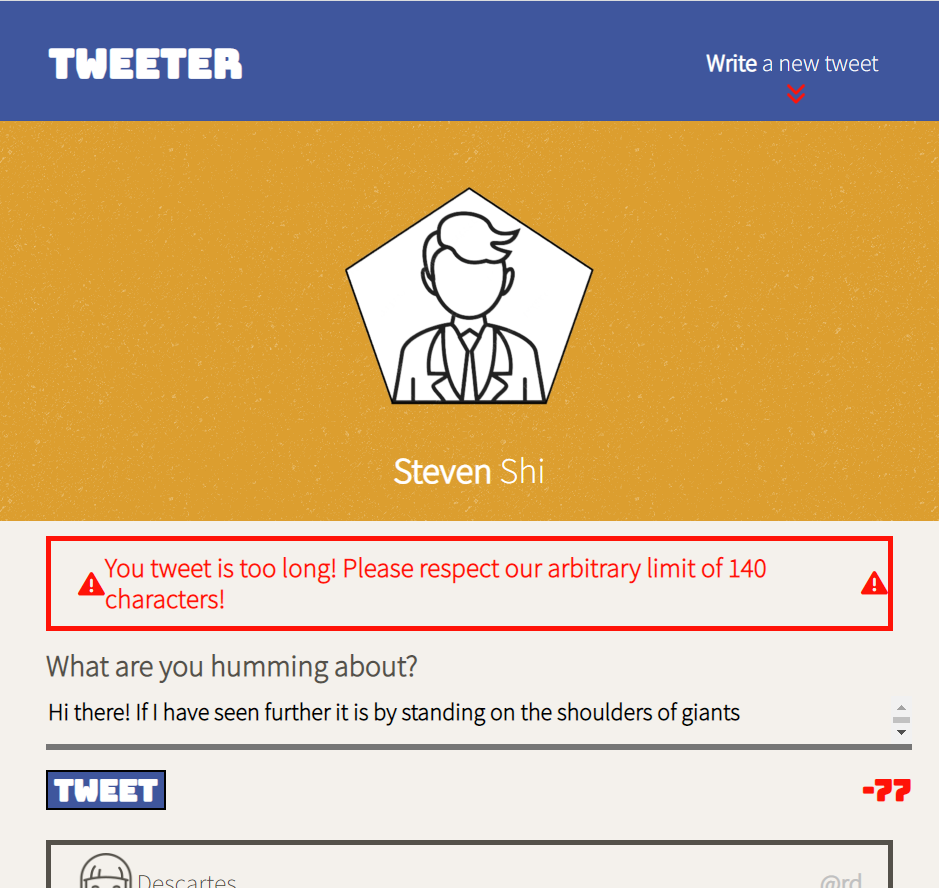 TWEETER
Write a new tweet
Steven Shi
You tweet is too long! Please respect our arbitrary limit of 140
characters!
What are you humming about?
Hi there! If I have seen further it is by standing on the shoulders of giants
TWEET
-77
Descartes
@rd